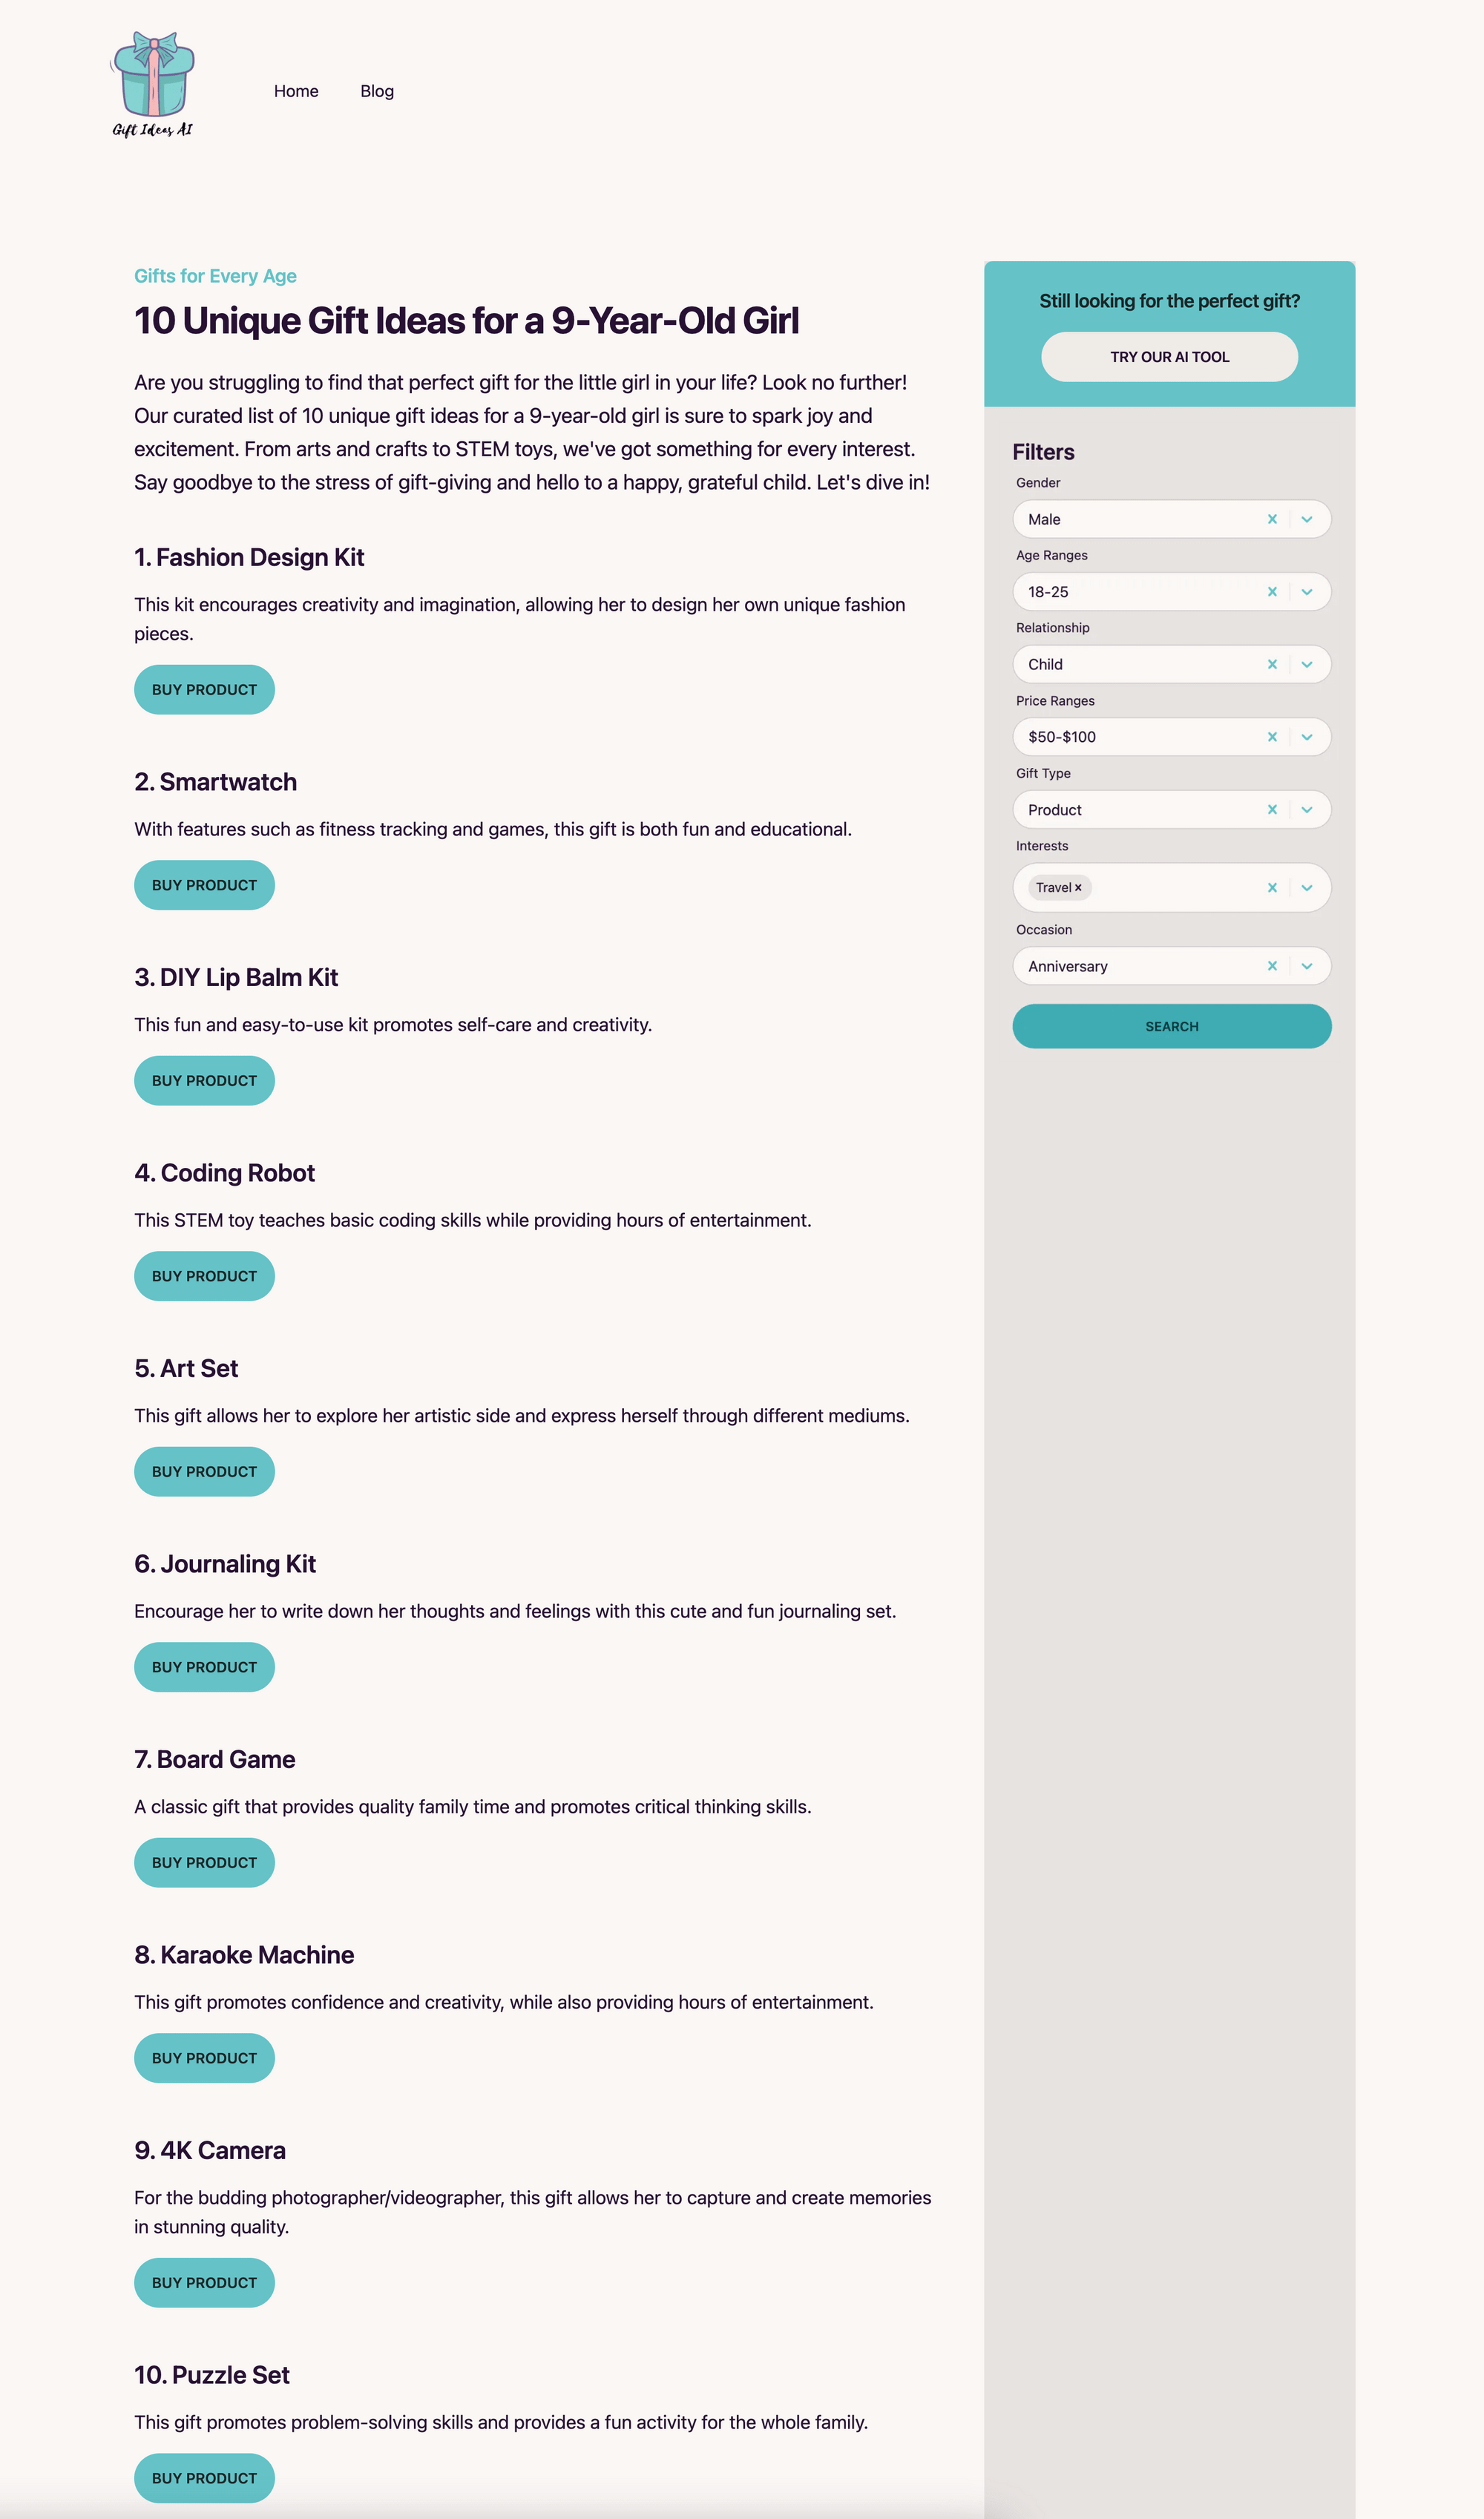 Gift Ideas AI
Home
Blog
Gifts for Every Age
10 Unique Gift Ideas for a 9-Year-Old Girl
Are you struggling to find that perfect gift for the little girl in your life? Look no further!
Our curated list of 10 unique gift ideas for a 9-year-old girl is sure to spark joy and
excitement. From arts and crafts to STEM toys, we've got something for every interest.
Say goodbye to the stress of gift-giving and hello to a happy, grateful child. Let's dive in!
1. Fashion Design Kit
This kit encourages creativity and imagination, allowing her to design her own unique fashion
pieces.
BUY PRODUCT
2. Smartwatch
With features such as fitness tracking and games, this gift is both fun and educational.
BUY PRODUCT
3. DIY Lip Balm Kit
This fun and easy-to-use kit promotes self-care and creativity.
BUY PRODUCT
4. Coding Robot
This STEM toy teaches basic coding skills while providing hours of entertainment.
BUY PRODUCT
5. Art Set
This gift allows her to explore her artistic side and express herself through different mediums.
BUY PRODUCT
6. Journaling Kit
Encourage her to write down her thoughts and feelings with this cute and fun journaling set.
BUY PRODUCT
7. Board Game
A classic gift that provides quality family time and promotes critical thinking skills.
BUY PRODUCT
8. Karaoke Machine
This gift promotes confidence and creativity, while also providing hours of entertainment.
BUY PRODUCT
9. 4K Camera
For the budding photographer/videographer, this gift allows her to capture and create memories
in stunning quality.
BUY PRODUCT
10. Puzzle Set
This gift promotes problem-solving skills and provides a fun activity for the whole family.
BUY PRODUCT
Still looking for the perfect gift?
TRY OUR AI TOOL
Filters
Gender
Male
Age Ranges
18-25
Relationship
Child
Price Ranges
$50-$100
Gift Type
Product
Interests
Travel
Occasion
Anniversary
SEARCH